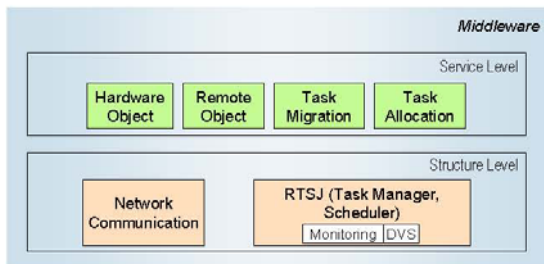 Middleware
Service Level
Hardware Object
Remote Object
Task Migration
Task Allocation
Structure Level
Network Communication
RTSJ (Task Manager, Scheduler)
Monitoring DVS